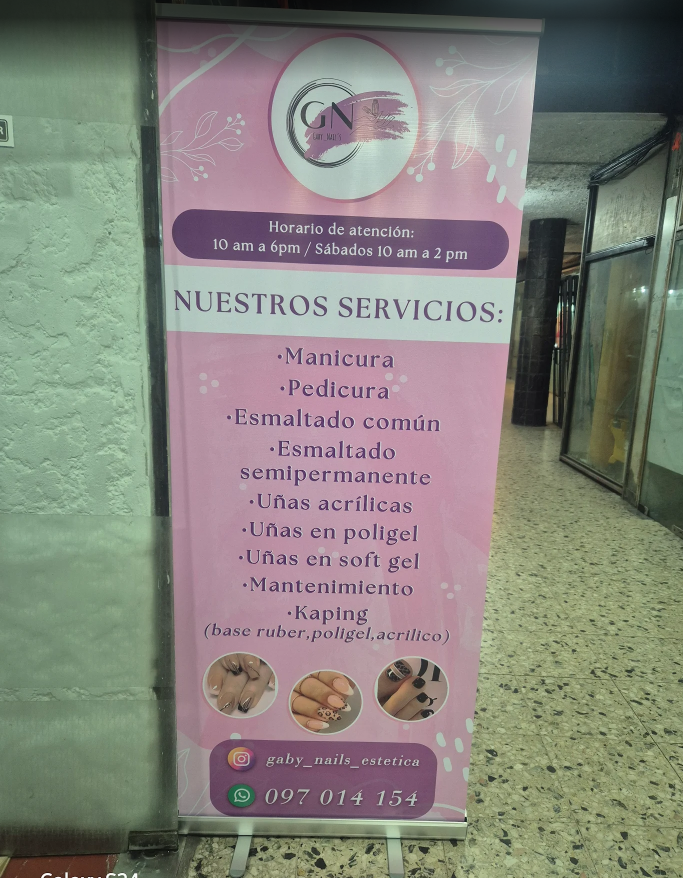 GN
GABY_NAILS
Horario de atención:
10 am a 6pm / Sábados 10 am a 2 pm
NUESTROS SERVICIOS:
·Manicura
·Pedicura
·Esmaltado común
·Esmaltado
semipermanente
·Uñas acrílicas
·Uñas en poligel
·Uñas en soft gel
·Mantenimiento
·Kaping
(base ruber,poligel,acrilico)
gaby_nails_estetica
097 014 154